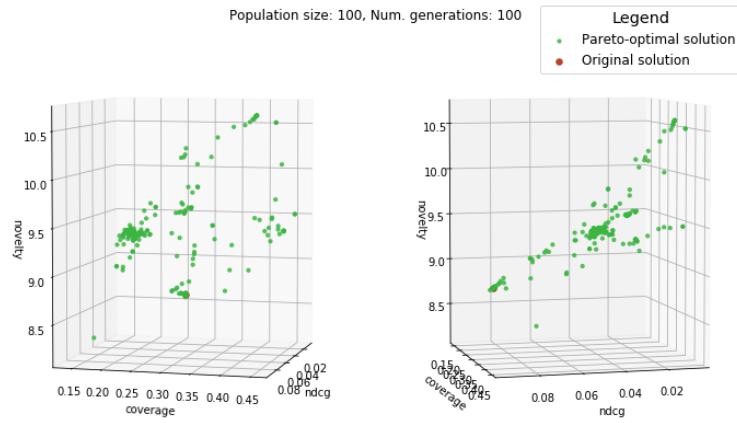 Population size: 100, Num. generations: 100
Legend
Pareto-optimal solution
Original solution
10.5
10.0
9.5
9.0
8.5
novelty
0.15 0.20 0.25 0.30 0.35 0.40 0.45
coverage
0.02
0.04
0.06
0.08
ndcg
10.5
10.0
9.5
9.0
8.5
novelty
0.15
0.45
coverage
0.08 0.06 0.04 0.02
ndcg